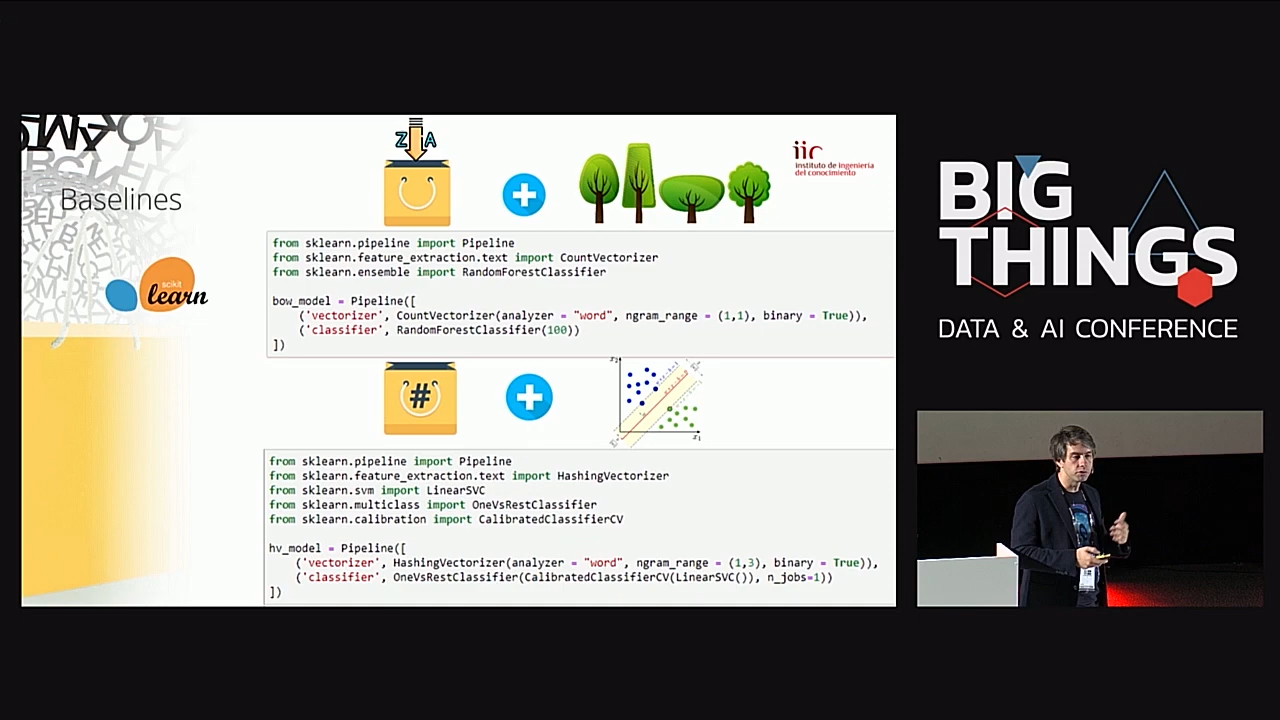 Baselines
scikit
learn
Z A
iic
instituto de ingeniería
del conocimiento
from sklearn.pipeline import Pipeline
from sklearn.feature_extraction.text import CountVectorizer
from sklearn.ensemble import RandomForestClassifier
bow_model = Pipeline([
('vectorizer', CountVectorizer(analyzer = "word", ngram_range = (1,1), binary = True)),
('classifier', RandomForestClassifier(100))
])
#
x₂
x₁
from sklearn.pipeline import Pipeline
from sklearn.feature_extraction.text import HashingVectorizer
from sklearn.svm import LinearSVC
from sklearn.multiclass import OneVsRestClassifier
from sklearn.calibration import CalibratedClassifierCV
hv_model = Pipeline([
('vectorizer', HashingVectorizer(analyzer = "word", ngram_range = (1,3), binary = True)),
('classifier', OneVsRestClassifier(CalibratedClassifierCV(LinearSVC()), n_jobs=1))
])
BIG
THINGS
DATA & AI CONFERENCE